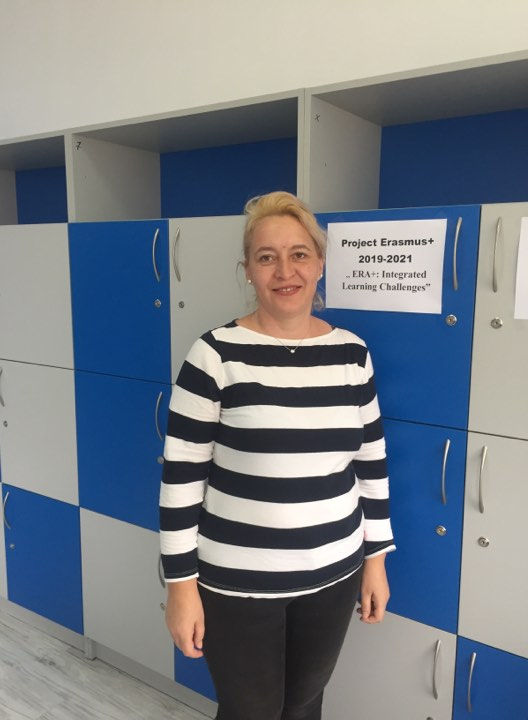 Project Erasmus+
2019-2021
„ ERA+: Integrated
Learning Challenges”